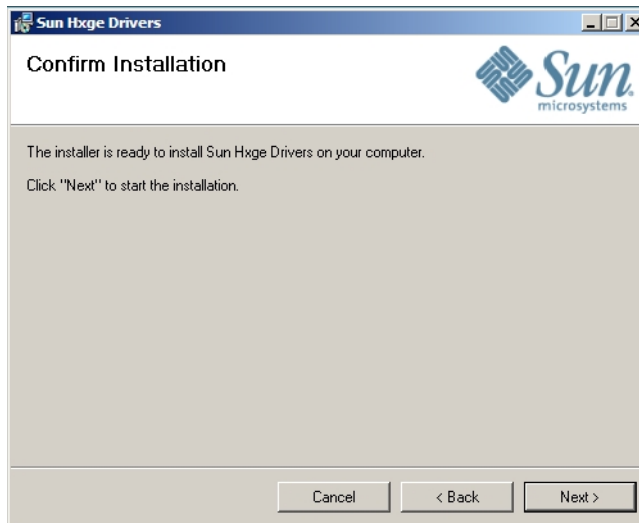 Sun Hxge Drivers
Confirm Installation
Sun
microsystems
The installer is ready to install Sun Hxge Drivers on your computer.
Click "Next" to start the installation.
Cancel
< Back
Next >